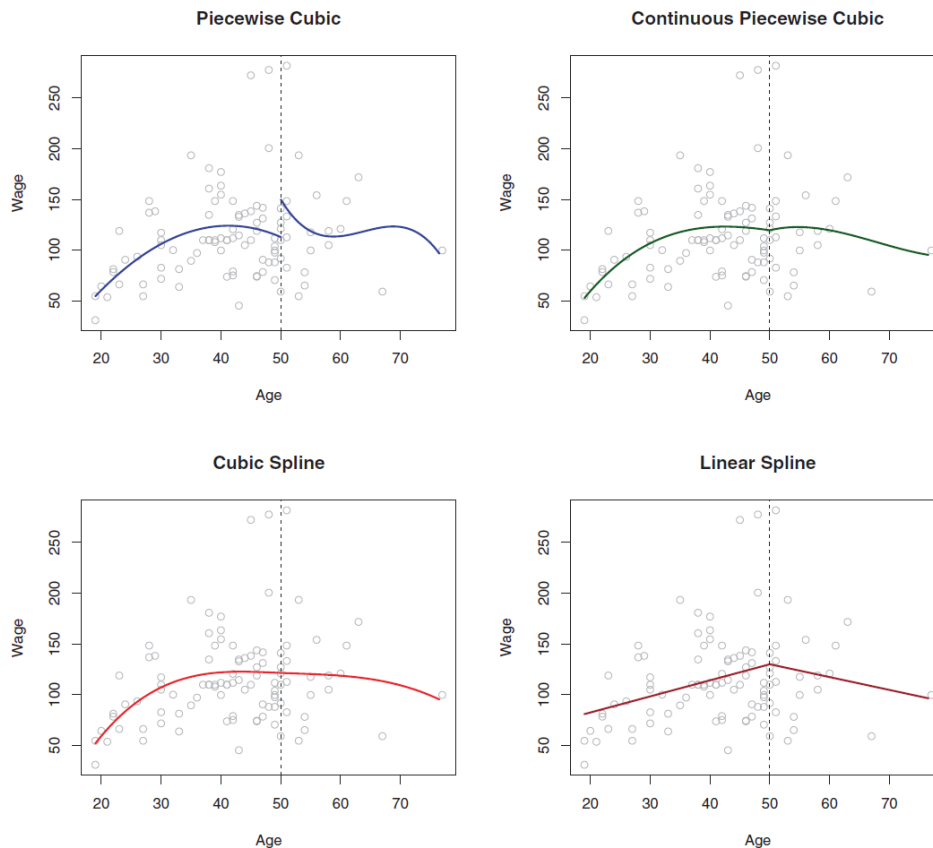 Piecewise Cubic
Wage
50 100 150 200 250
20 30 40 50 60 70
Age
Continuous Piecewise Cubic
Wage
50 100 150 200 250
20 30 40 50 60 70
Age
Cubic Spline
Wage
50 100 150 200 250
20 30 40 50 60 70
Age
Linear Spline
Wage
50 100 150 200 250
20 30 40 50 60 70
Age